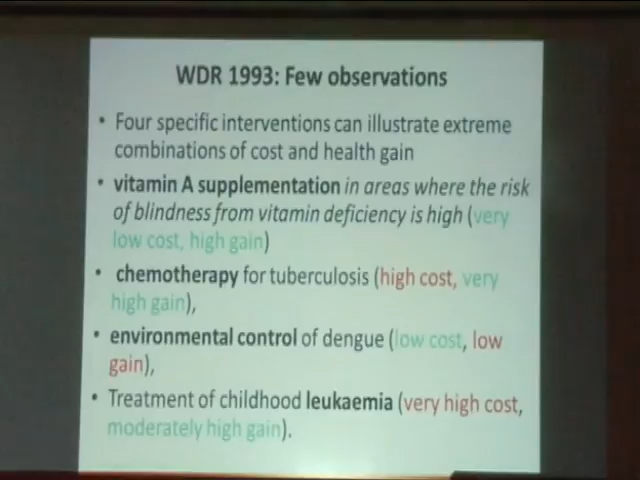 WDR 1993: Few observations
• Four specific interventions can illustrate extreme
combinations of cost and health gain
• vitamin A supplementation in areas where the risk
of blindness from vitamin deficiency is high (very
low cost, high gain)
• chemotherapy for tuberculosis (high cost, very
high gain),
• environmental control of dengue (low cost, low
gain),
• Treatment of childhood leukaemia (very high cost,
moderately high gain).